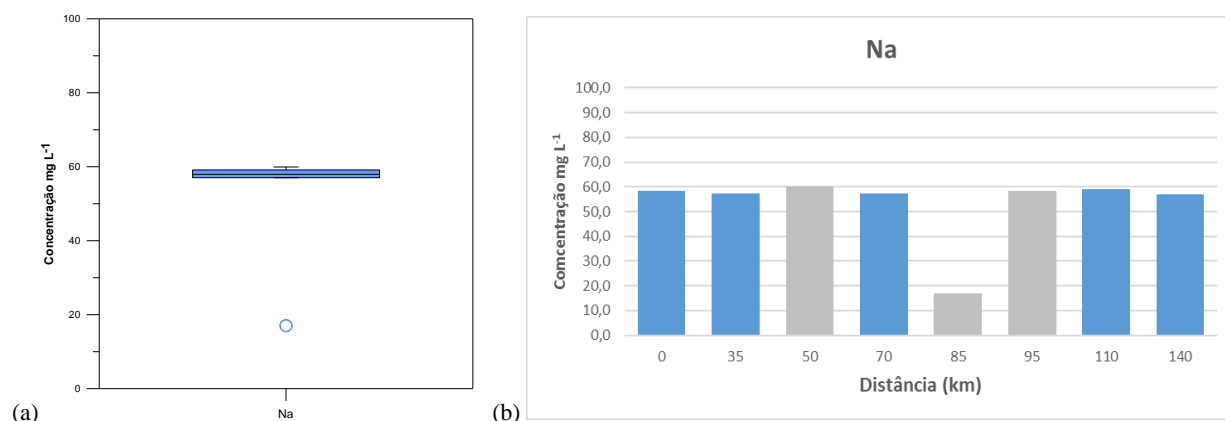 100
80
60
40
20
0
Concentração mg L-1
Na
(a)
Na
100,0
90,0
80,0
70,0
60,0
50,0
40,0
30,0
20,0
10,0
0,0
Comcentração mg L-1
0 35 50 70 85 95 110 140
Distância (km)
(b)